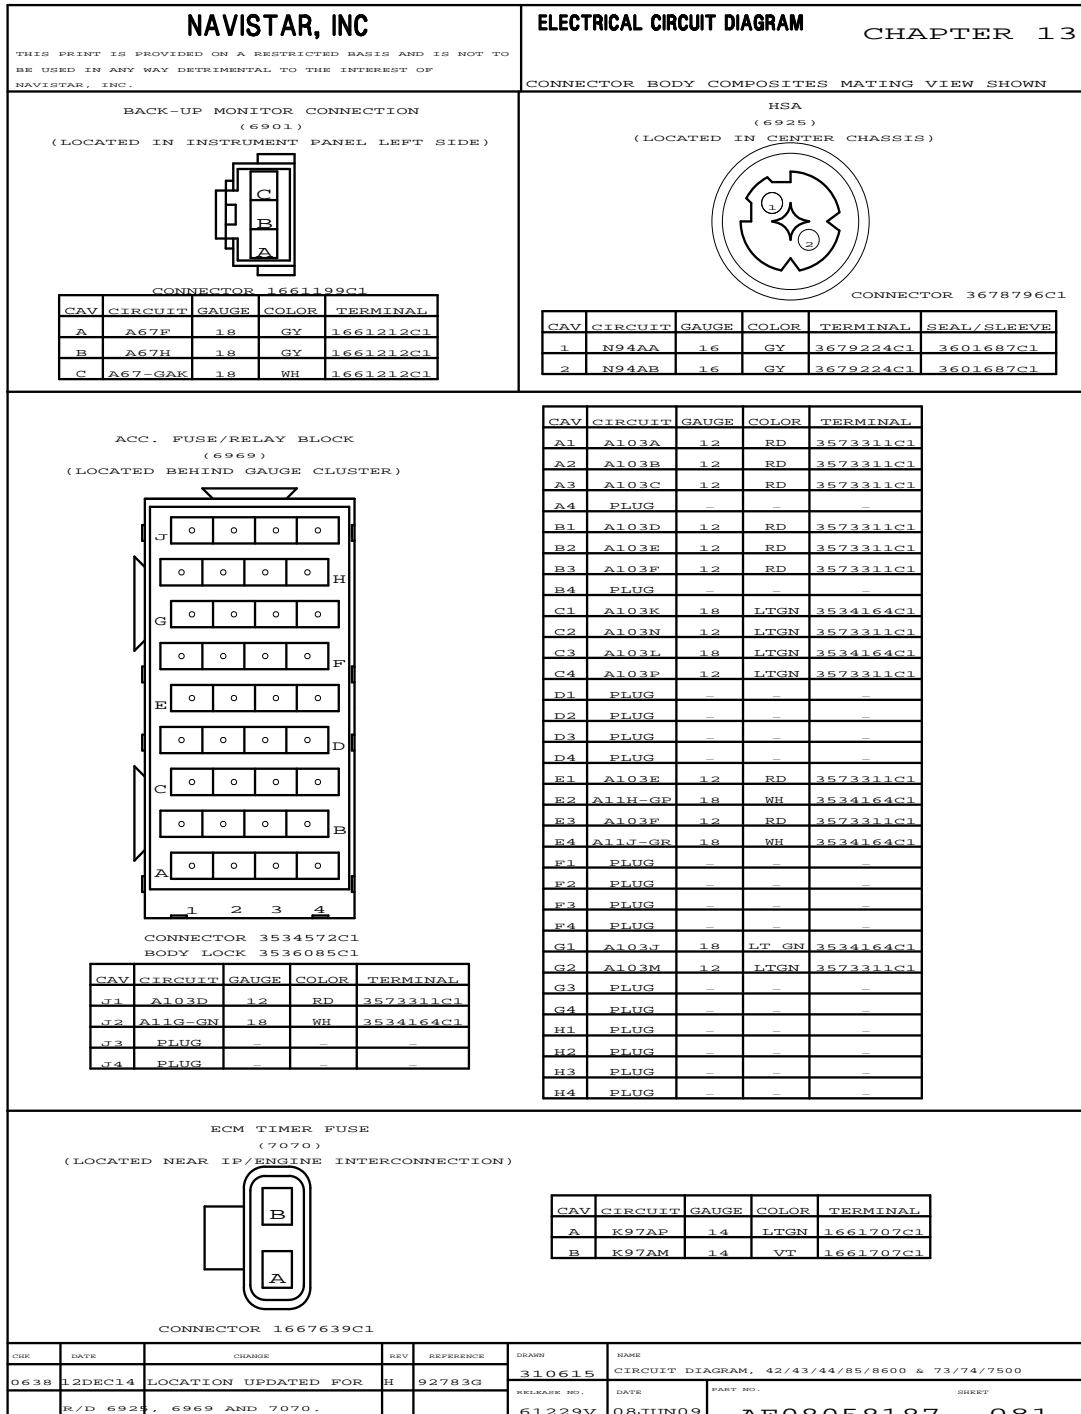 NAVISTAR, INC
THIS PRINT IS PROVIDED ON A RESTRICTED BASIS AND IS NOT TO
BE USED IN ANY WAY DETRIMENTAL TO THE INTEREST OF
NAVISTAR, INC.
ELECTRICAL CIRCUIT DIAGRAM
CHAPTER 13
CONNECTOR BODY COMPOSITES MATING VIEW SHOWN
BACK-UP MONITOR CONNECTION
(6901)
(LOCATED IN INSTRUMENT PANEL LEFT SIDE)
C
B
A
CONNECTOR 1661199C1
CAV CIRCUIT GAUGE COLOR TERMINAL
A A67F 18 GY 1661212C1
B A67H 18 GY 1661212C1
C A67-GAK 18 WH 1661212C1
HSA
(6925)
(LOCATED IN CENTER CHASSIS)
1
2
CONNECTOR 3678796C1
CAV CIRCUIT GAUGE COLOR TERMINAL SEAL/SLEEVE
1 N94AA 16 GY 3679224C1 3601687C1
2 N94AB 16 GY 3679224C1 3601687C1
ACC. FUSE/RELAY BLOCK
(6969)
(LOCATED BEHIND GAUGE CLUSTER)
J
H
G
F
E
D
C
B
A
1 2 3 4
CONNECTOR 3534572C1
BODY LOCK 3536085C1
CAV CIRCUIT GAUGE COLOR TERMINAL
J1 A103D 12 RD 3573311C1
J2 A11G-GN 18 WH 3534164C1
J3 PLUG - - -
J4 PLUG - - -
CAV CIRCUIT GAUGE COLOR TERMINAL
A1 A103A 12 RD 3573311C1
A2 A103B 12 RD 3573311C1
A3 A103C 12 RD 3573311C1
A4 PLUG - - -
B1 A103D 12 RD 3573311C1
B2 A103E 12 RD 3573311C1
B3 A103F 12 RD 3573311C1
B4 PLUG - - -
C1 A103K 18 LTGN 3534164C1
C2 A103N 12 LTGN 3573311C1
C3 A103L 18 LTGN 3534164C1
C4 A103P 12 LTGN 3573311C1
D1 PLUG - - -
D2 PLUG - - -
D3 PLUG - - -
D4 PLUG - - -
E1 A103E 12 RD 3573311C1
E2 A11H-GP 18 WH 3534164C1
E3 A103F 12 RD 3573311C1
E4 A11J-GR 18 WH 3534164C1
F1 PLUG - - -
F2 PLUG - - -
F3 PLUG - - -
F4 PLUG - - -
G1 A103J 18 LT GN 3534164C1
G2 A103M 12 LTGN 3573311C1
G3 PLUG - - -
G4 PLUG - - -
H1 PLUG - - -
H2 PLUG - - -
H3 PLUG - - -
H4 PLUG - - -
ECM TIMER FUSE
(7070)
(LOCATED NEAR IP/ENGINE INTERCONNECTION)
B
A
CONNECTOR 1667639C1
CAV CIRCUIT GAUGE COLOR TERMINAL
A K97AP 14 LTGN 1661707C1
B K97AM 14 VT 1661707C1
CHK DATE CHANGE REV REFERENCE
0638 12DEC14 LOCATION UPDATED FOR H 92783G
R/D 6925, 6969 AND 7070.
DRAWN
310615
NAME
CIRCUIT DIAGRAM, 42/43/44/85/8600 & 73/74/7500
RELEASE NO.
61229V
DATE
08JUN09
PART NO.
AE08058187
SHEET
081